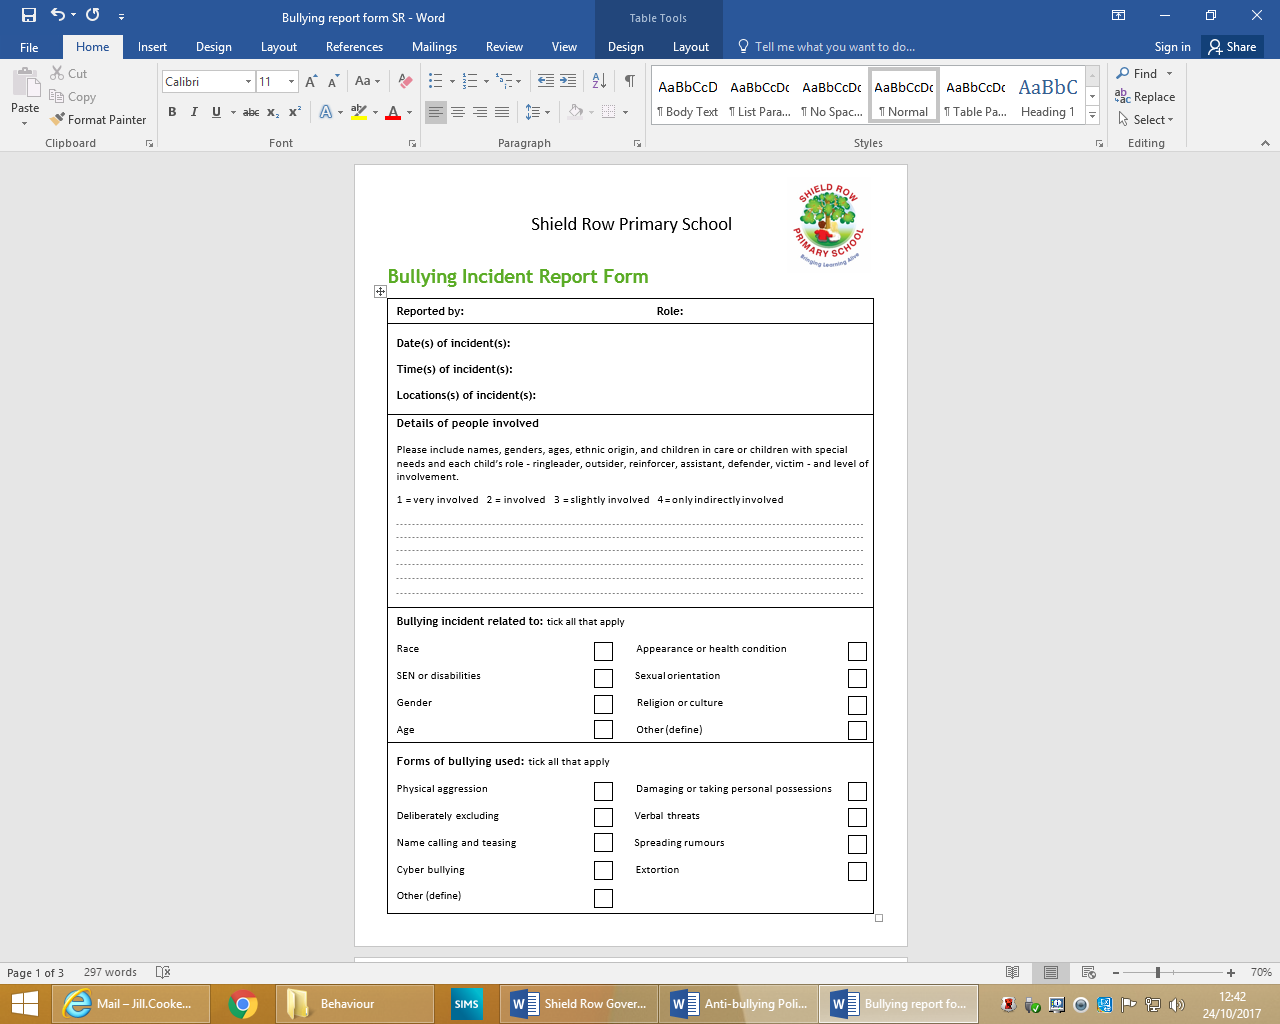 Bullying report form SR - Word
Table Tools
File Home Insert Design Layout References Mailings Review View Design Layout Tell me what you want to do... Sign in Share
Paste
Cut
Copy
Format Painter
Clipboard
Calibri 11
Font
Paragraph
AaBbCcD AaBbCcDc AaBbCcDc AaBbCcDc AaBbCcDc AaBbC
¶ Body Text ¶ List Para... ¶ No Spac... ¶ Normal ¶ Table Pa... Heading 1
Styles
Find
Replace
Select
Editing
SHIELD ROW
PRIMARY SCHOOL
Bringing Learning Alive
Shield Row Primary School
Bullying Incident Report Form
Reported by: Role:
Date(s) of incident(s):
Time(s) of incident(s):
Locations(s) of incident(s):
Details of people involved
Please include names, genders, ages, ethnic origin, and children in care or children with special
needs and each child's role - ringleader, outsider, reinforcer, assistant, defender, victim - and level of
involvement.
1 = very involved 2 = involved 3 = slightly involved 4 = only indirectly involved
Bullying incident related to: tick all that apply
Race Appearance or health condition
SEN or disabilities Sexual orientation
Gender Religion or culture
Age Other (define)
Forms of bullying used: tick all that apply
Physical aggression Damaging or taking personal possessions
Deliberately excluding Verbal threats
Name calling and teasing Spreading rumours
Cyber bullying Extortion
Other (define)
Page 1 of 3 297 words 70%
Mail – Jill.Cooke... Behaviour SIMS Shield Row Gover... Anti-bullying Poli... Bullying report fo...
12:42
24/10/2017